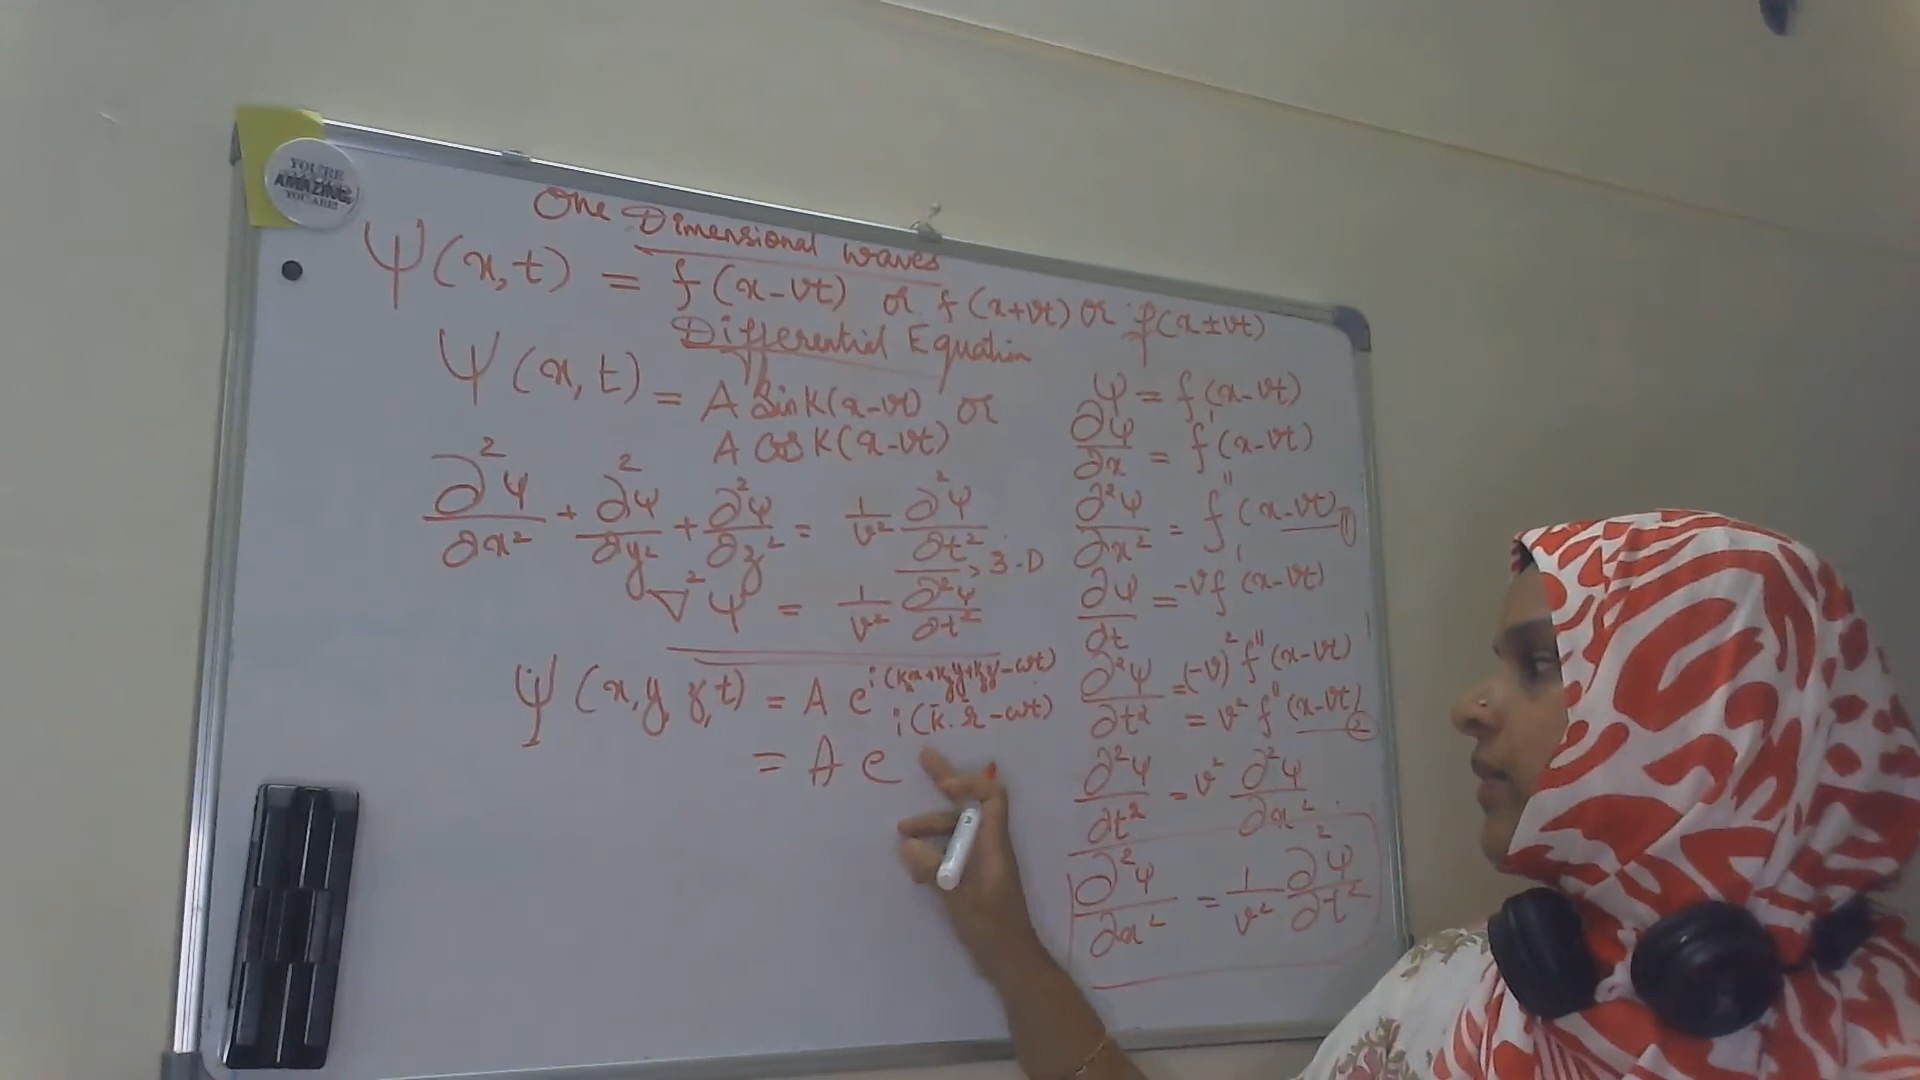 YOU'RE
AMAZING
YOU ARE!
One Dimensional waves
Ψ(x,t) = f(x-vt) or f(x+vt) or f(x±vt)
Differential Equation
Ψ(x,t) = A Sin K(x-vt) or
A Cos K(x-vt)
∂²Ψ/∂x² + ∂²Ψ/∂y² + ∂²Ψ/∂z² = 1/v² ∂²Ψ/∂t² > 3-D
∇²Ψ = 1/v² ∂²Ψ/∂t²
Ψ(x,y,z,t) = A e^i(kₓx+k_yy+k_zz-ωt)
= A e^i(k̄.r̄-ωt)
Ψ = f(x-vt)
∂Ψ/∂x = f'(x-vt)
∂²Ψ/∂x² = f''(x-vt) ①
∂Ψ/∂t = -vf'(x-vt)
∂²Ψ/∂t² = (-v)² f''(x-vt)
= v² f''(x-vt) ②
∂²Ψ/∂t² = v² ∂²Ψ/∂x²
∂²Ψ/∂x² = 1/v² ∂²Ψ/∂t²